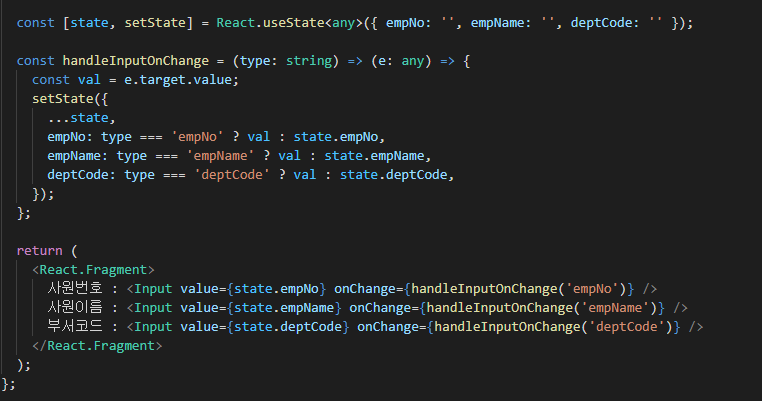 const [state, setState] = React.useState<any>({ empNo: '', empName: '', deptCode: '' });
const handleInputOnChange = (type: string) => (e: any) => {
const val = e.target.value;
setState({
...state,
empNo: type === 'empNo' ? val : state.empNo,
empName: type === 'empName' ? val : state.empName,
deptCode: type === 'deptCode' ? val : state.deptCode,
});
};
return (
<React.Fragment>
사원번호 : <Input value={state.empNo} onChange={handleInputOnChange('empNo')} />
사원이름 : <Input value={state.empName} onChange={handleInputOnChange('empName')} />
부서코드 : <Input value={state.deptCode} onChange={handleInputOnChange('deptCode')} />
</React.Fragment>
);
};